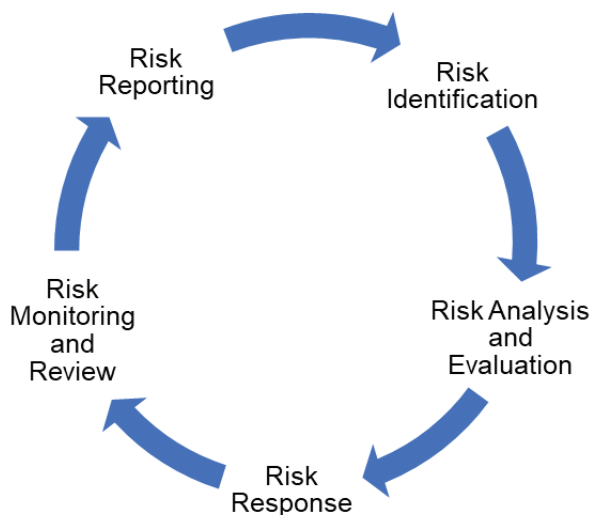 Risk
Reporting
Risk
Identification
Risk Analysis
and
Evaluation
Risk
Response
Risk
Monitoring
and
Review